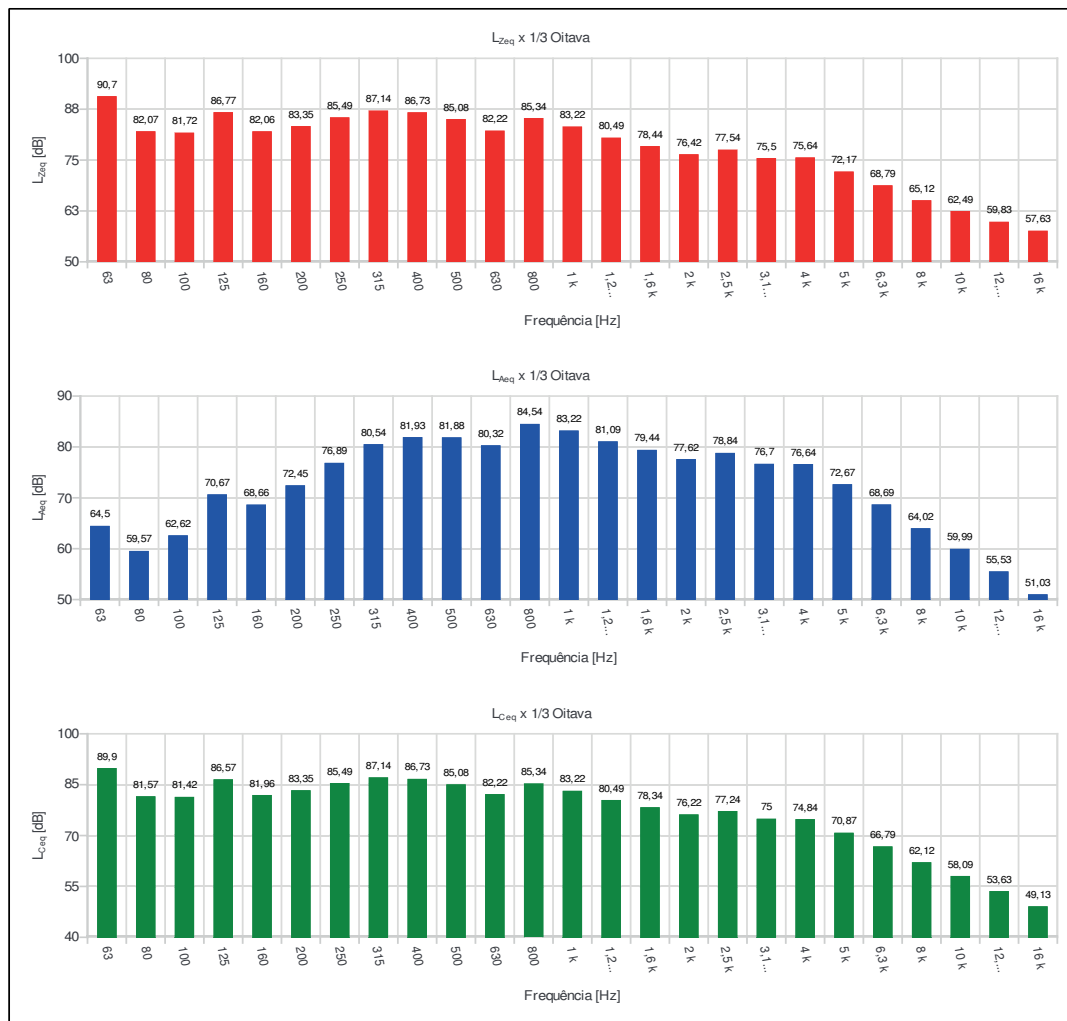 LZeq x 1/3 Oitava
100
88
75
63
50
LZeq [dB]
90,7 82,07 81,72 86,77 82,06 83,35 85,49 87,14 86,73 85,08 82,22 85,34 83,22 80,49 78,44 76,42 77,54 75,5 75,64 72,17 68,79 65,12 62,49 59,83 57,63
63 80 100 125 160 200 250 315 400 500 630 800 1 k 1,2... 1,6 k 2 k 2,5 k 3,1... 4 k 5 k 6,3 k 8 k 10 k 12,... 16 k
Frequência [Hz]
LAeq x 1/3 Oitava
90
80
70
60
50
LAeq [dB]
64,5 59,57 62,62 70,67 68,66 72,45 76,89 80,54 81,93 81,88 80,32 84,54 83,22 81,09 79,44 77,62 78,84 76,7 76,64 72,67 68,69 64,02 59,99 55,53 51,03
63 80 100 125 160 200 250 315 400 500 630 800 1 k 1,2... 1,6 k 2 k 2,5 k 3,1... 4 k 5 k 6,3 k 8 k 10 k 12,... 16 k
Frequência [Hz]
LCeq x 1/3 Oitava
100
85
70
55
40
LCeq [dB]
89,9 81,57 81,42 86,57 81,96 83,35 85,49 87,14 86,73 85,08 82,22 85,34 83,22 80,49 78,34 76,22 77,24 75 74,84 70,87 66,79 62,12 58,09 53,63 49,13
63 80 100 125 160 200 250 315 400 500 630 800 1 k 1,2... 1,6 k 2 k 2,5 k 3,1... 4 k 5 k 6,3 k 8 k 10 k 12,... 16 k
Frequência [Hz]